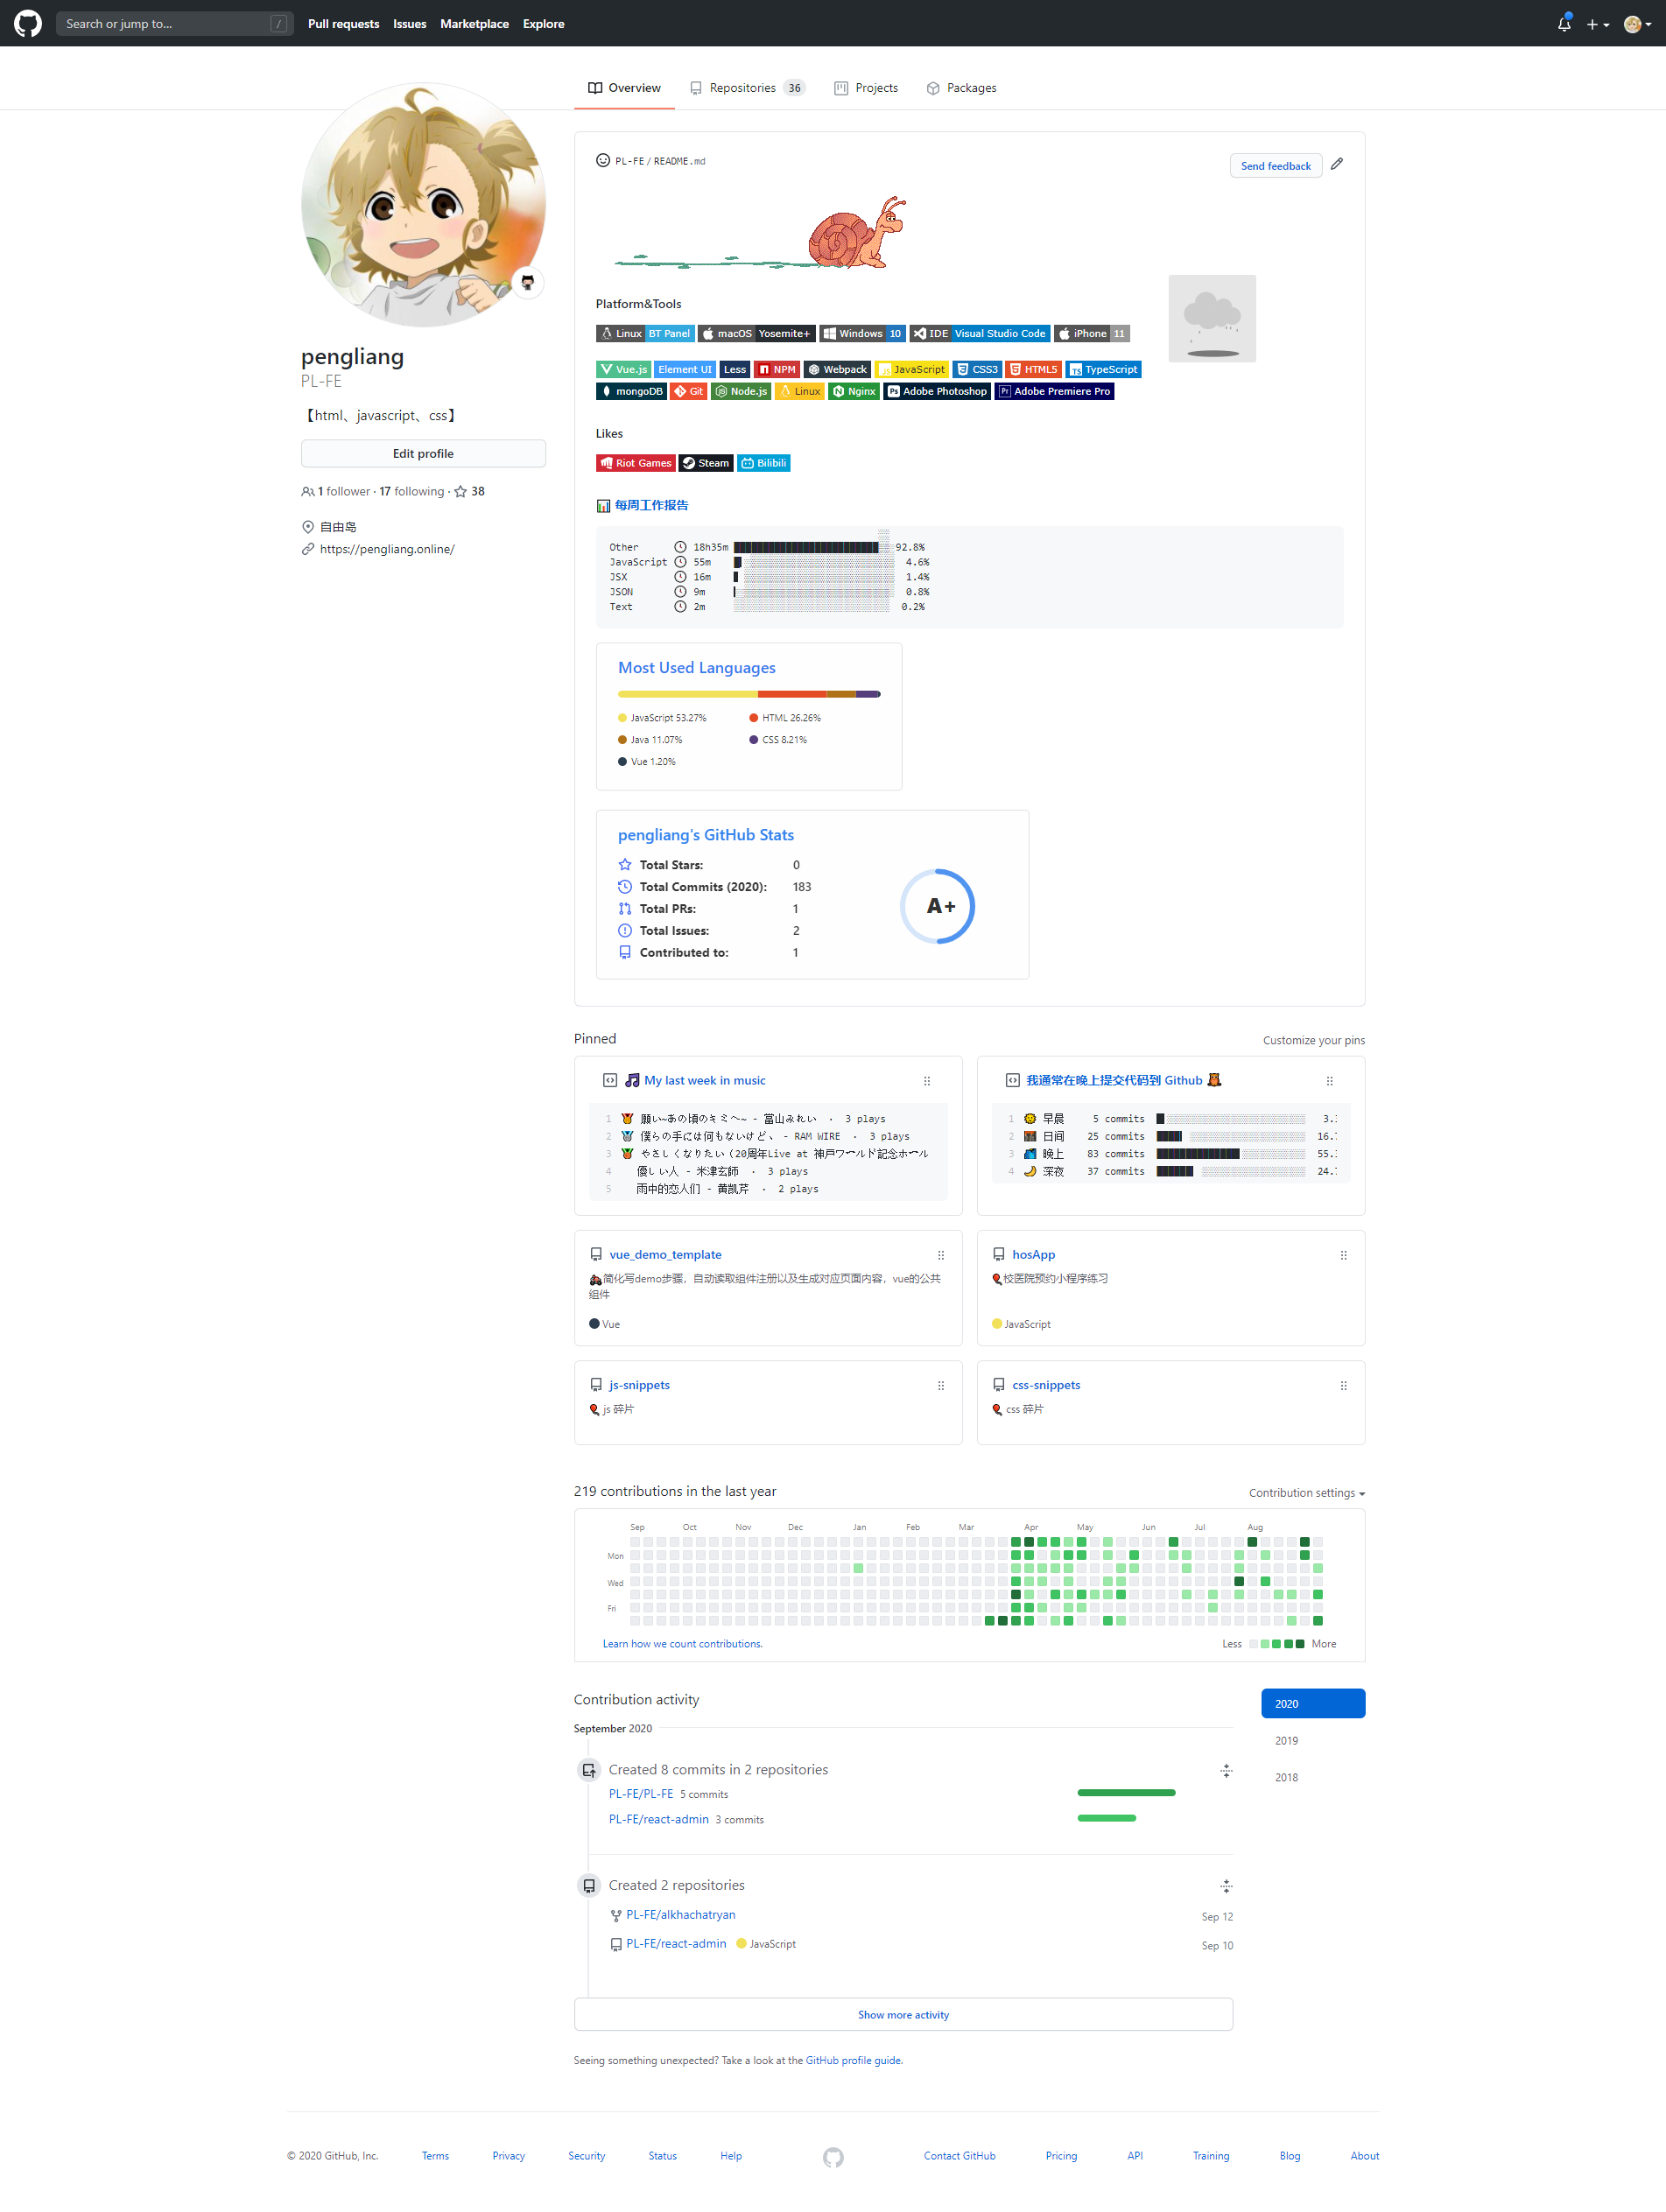 Search or jump to... /
Pull requests Issues Marketplace Explore
Overview Repositories 36 Projects Packages
pengliang
PL-FE
【html、javascript、css】
Edit profile
1 follower · 17 following · 38
自由岛
https://pengliang.online/
PL-FE / README.md
Send feedback
Platform&Tools
Linux BT Panel macOS Yosemite+ Windows 10 IDE Visual Studio Code iPhone 11
Vue.js Element UI Less NPM Webpack JavaScript CSS3 HTML5 TypeScript
mongoDB Git Node.js Linux Nginx Adobe Photoshop Adobe Premiere Pro
Likes
Riot Games Steam Bilibili
每周工作报告
Other 18h35m 92.8%
JavaScript 55m 4.6%
JSX 16m 1.4%
JSON 9m 0.8%
Text 2m 0.2%
Most Used Languages
JavaScript 53.27% HTML 26.26%
Java 11.07% CSS 8.21%
Vue 1.20%
pengliang's GitHub Stats
Total Stars: 0
Total Commits (2020): 183
Total PRs: 1
Total Issues: 2
Contributed to: 1
A+
Pinned
Customize your pins
My last week in music
1 願い~あの頃のキミへ~ - 富山みれい · 3 plays
2 僕らの手には何もないけど、 - RAM WIRE · 3 plays
3 やさしくなりたい (20周年Live at 神戸ワールド記念ホール
4 優しい人 - 米津玄師 · 3 plays
5 雨中的恋人们 - 黄凯芹 · 2 plays
我通常在晚上提交代码到 Github
1 早晨 5 commits 3.
2 日间 25 commits 16.
3 晚上 83 commits 55.
4 深夜 37 commits 24.
vue_demo_template
简化写demo步骤，自动读取组件注册以及生成对应页面内容，vue的公共
组件
Vue
hosApp
校医院预约小程序练习
JavaScript
js-snippets
js 碎片
css-snippets
css 碎片
219 contributions in the last year
Contribution settings
Sep Oct Nov Dec Jan Feb Mar Apr May Jun Jul Aug
Mon
Wed
Fri
Learn how we count contributions.
Less More
Contribution activity
2020
2019
2018
September 2020
Created 8 commits in 2 repositories
PL-FE/PL-FE 5 commits
PL-FE/react-admin 3 commits
Created 2 repositories
PL-FE/alkhachatryan Sep 12
PL-FE/react-admin JavaScript Sep 10
Show more activity
Seeing something unexpected? Take a look at the GitHub profile guide.
© 2020 GitHub, Inc. Terms Privacy Security Status Help Contact GitHub Pricing API Training Blog About